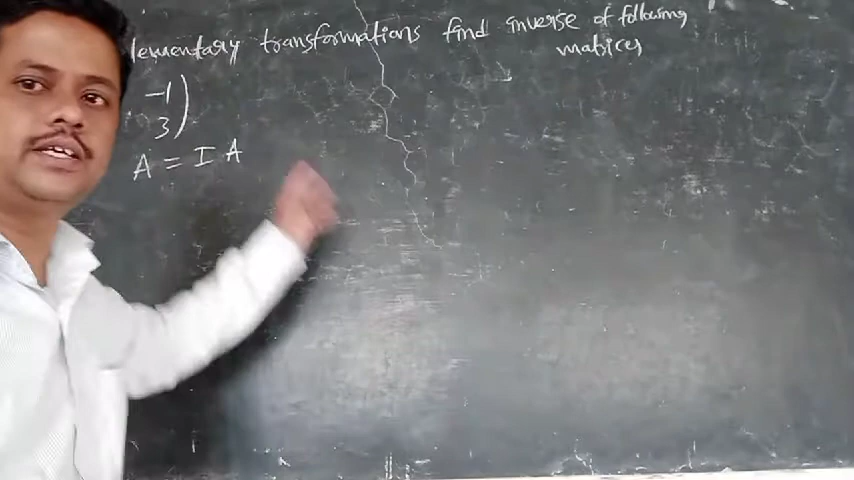 lementary transformations find inverse of following
matrices
-1
3
A = I A